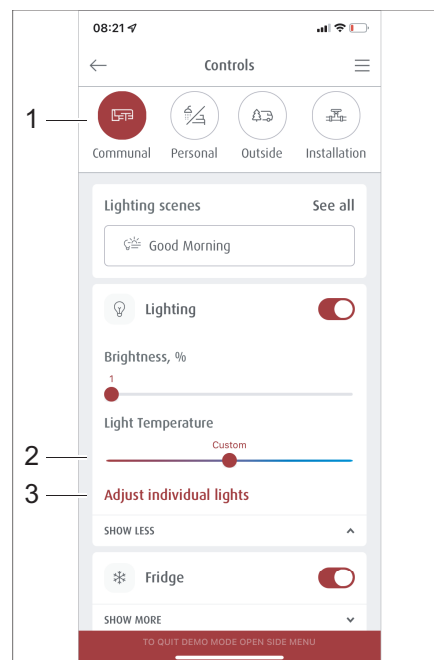 08:21
Controls
1
Communal Personal Outside Installation
Lighting scenes See all
Good Morning
Lighting
Brightness, %
1
Light Temperature
Custom
2
3 Adjust individual lights
SHOW LESS
Fridge
SHOW MORE
TO QUIT DEMO MODE OPEN SIDE MENU